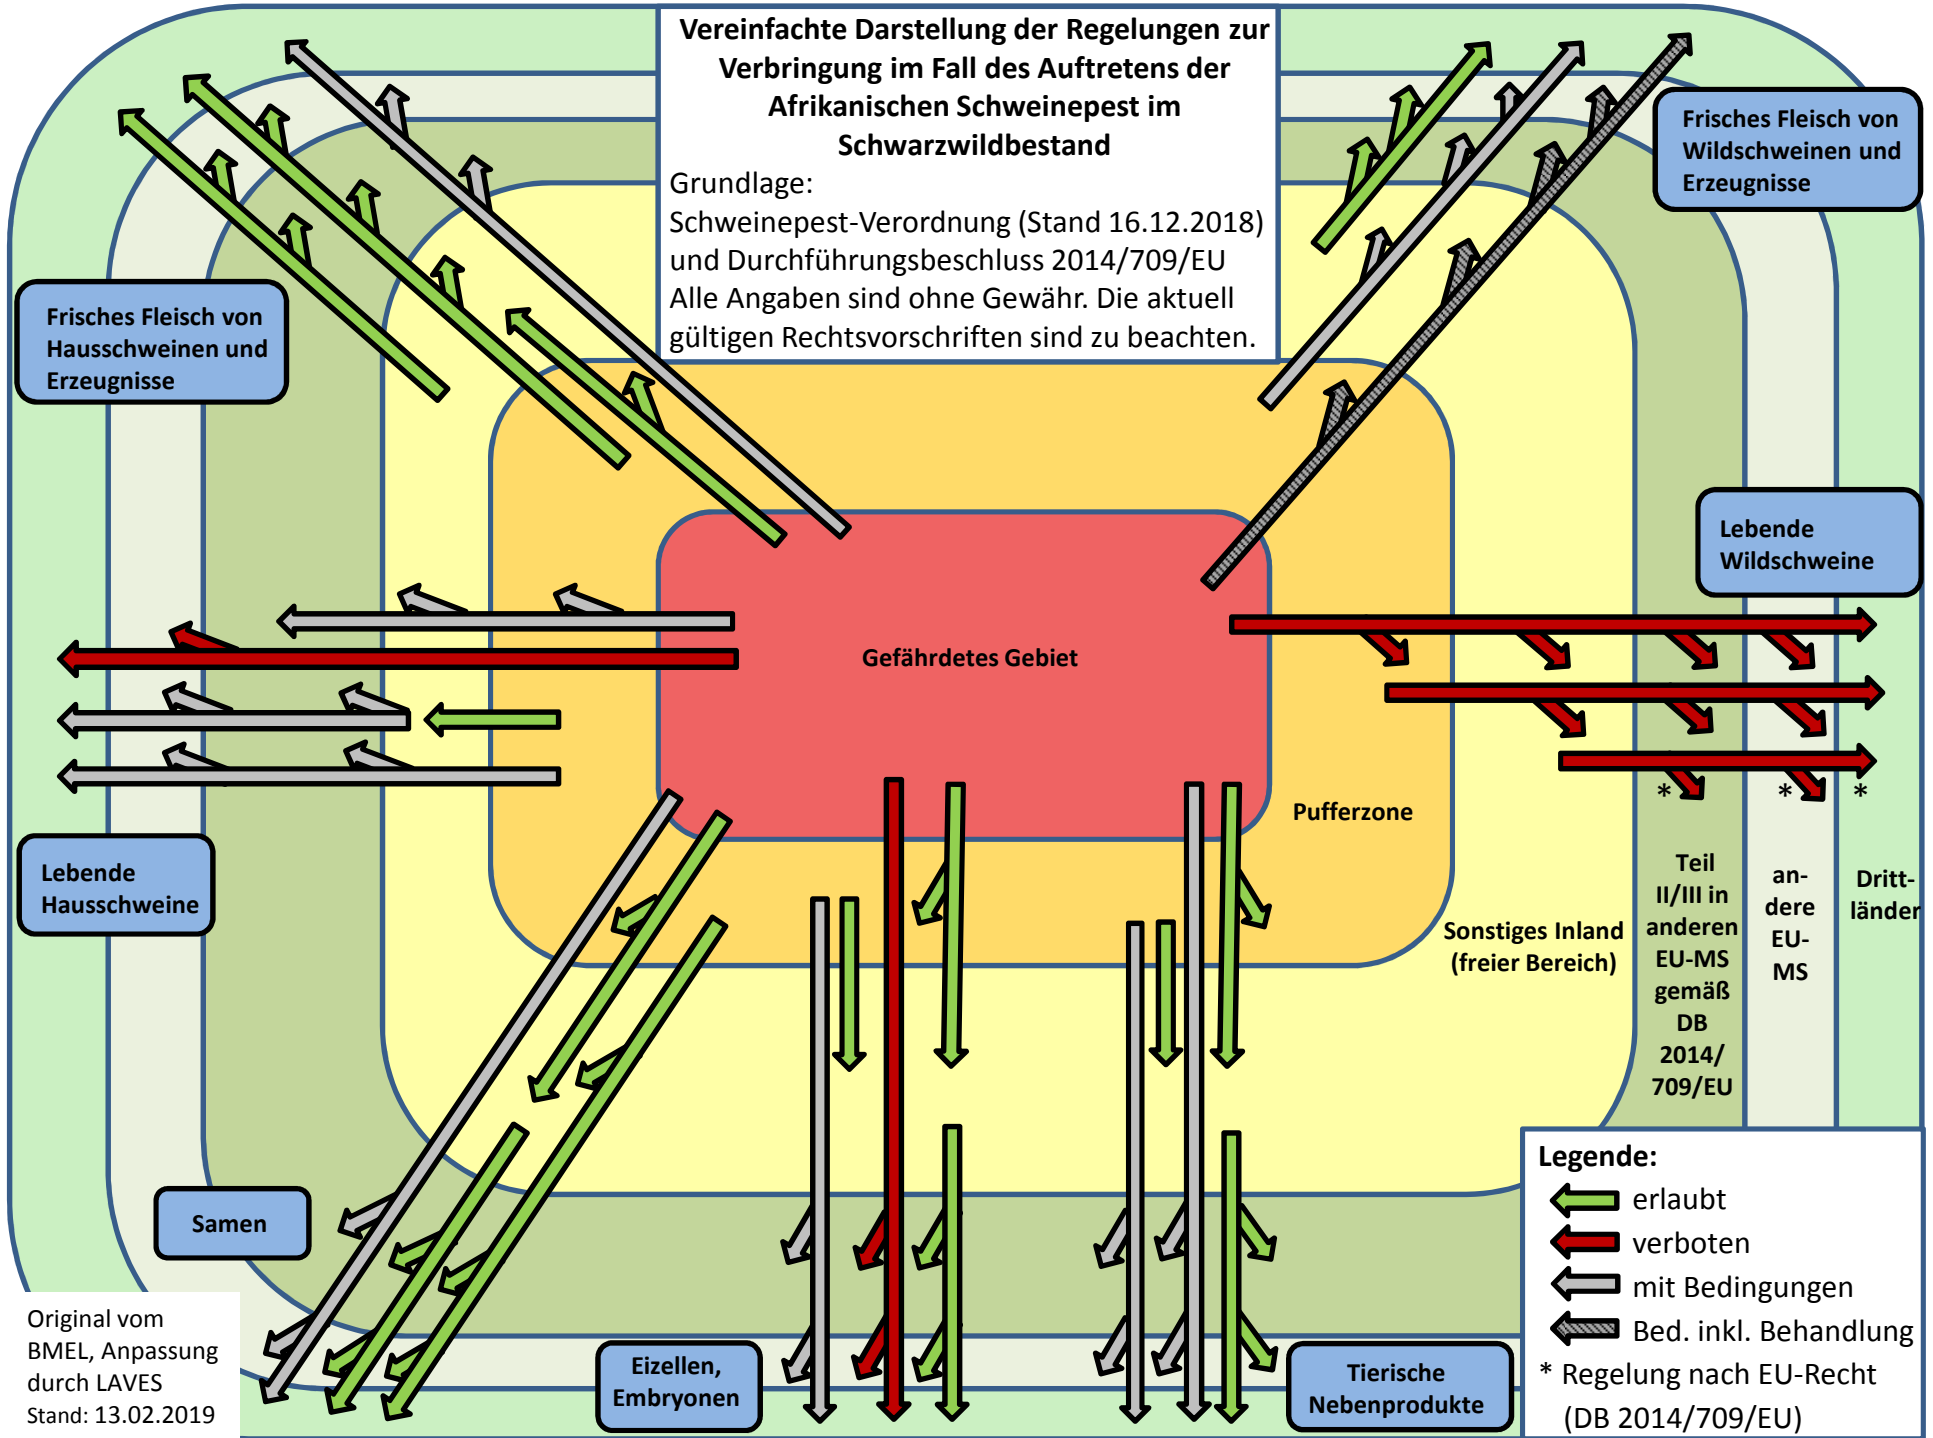 Vereinfachte Darstellung der Regelungen zur
Verbringung im Fall des Auftretens der
Afrikanischen Schweinepest im
Schwarzwildbestand
Grundlage:
Schweinepest-Verordnung (Stand 16.12.2018)
und Durchführungsbeschluss 2014/709/EU
Alle Angaben sind ohne Gewähr. Die aktuell
gültigen Rechtsvorschriften sind zu beachten.
Frisches Fleisch von
Wildschweinen und
Erzeugnisse
Frisches Fleisch von
Hausschweinen und
Erzeugnisse
Lebende
Wildschweine
Gefährdetes Gebiet
Pufferzone
Lebende
Hausschweine
Sonstiges Inland
(freier Bereich)
* * *
Teil
II/III in
anderen
EU-MS
gemäß
DB
2014/
709/EU
an-
dere
EU-
MS
Dritt-
länder
Samen
Eizellen,
Embryonen
Tierische
Nebenprodukte
Legende:
erlaubt
verboten
mit Bedingungen
Bed. inkl. Behandlung
* Regelung nach EU-Recht
(DB 2014/709/EU)
Original vom
BMEL, Anpassung
durch LAVES
Stand: 13.02.2019